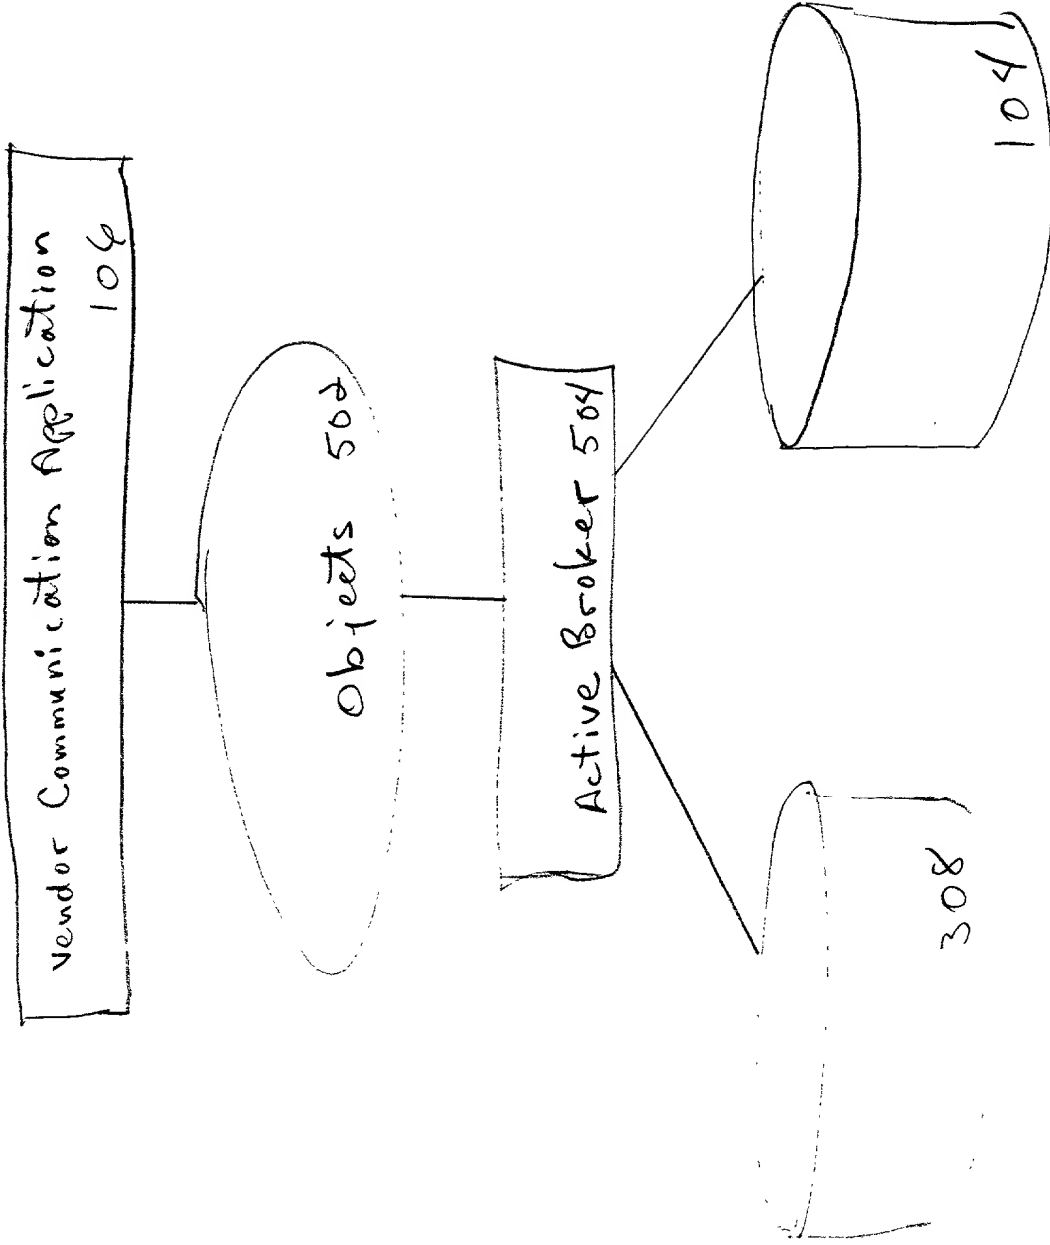 Vendor Communication Application
106
Objects 502
Active Broker 504
308
104